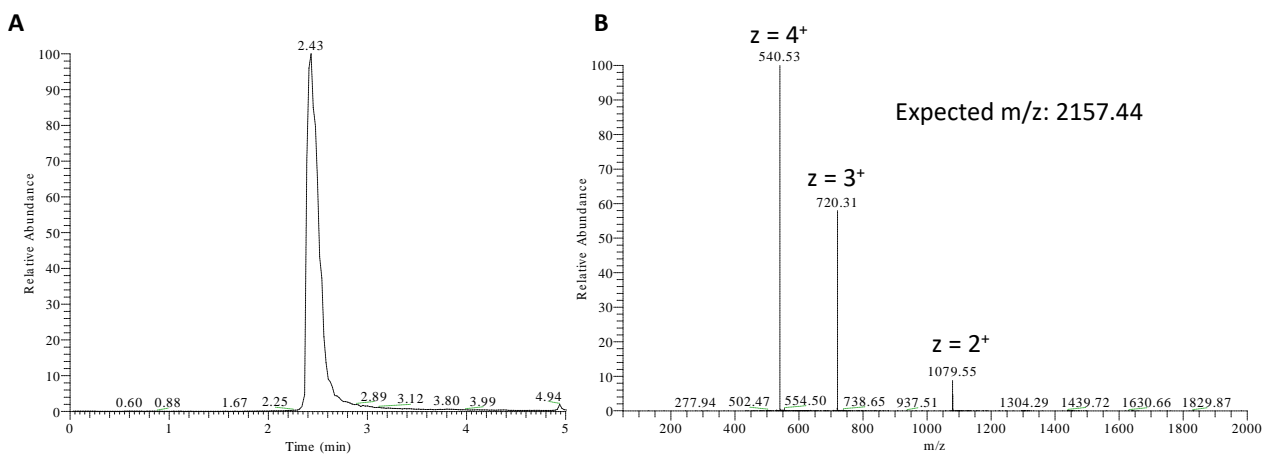 A
2.43
100
90
80
70
60
50
40
30
20
10
0
Relative Abundance
0.60 0.88 1.67 2.25 2.89 3.12 3.80 3.99 4.94
0 1 2 3 4 5
Time (min)
B
z = 4+
540.53
Expected m/z: 2157.44
z = 3+
720.31
z = 2+
1079.55
100
90
80
70
60
50
40
30
20
10
0
Relative Abundance
277.94 502.47 554.50 738.65 937.51 1304.29 1439.72 1630.66 1829.87
200 400 600 800 1000 1200 1400 1600 1800 2000
m/z